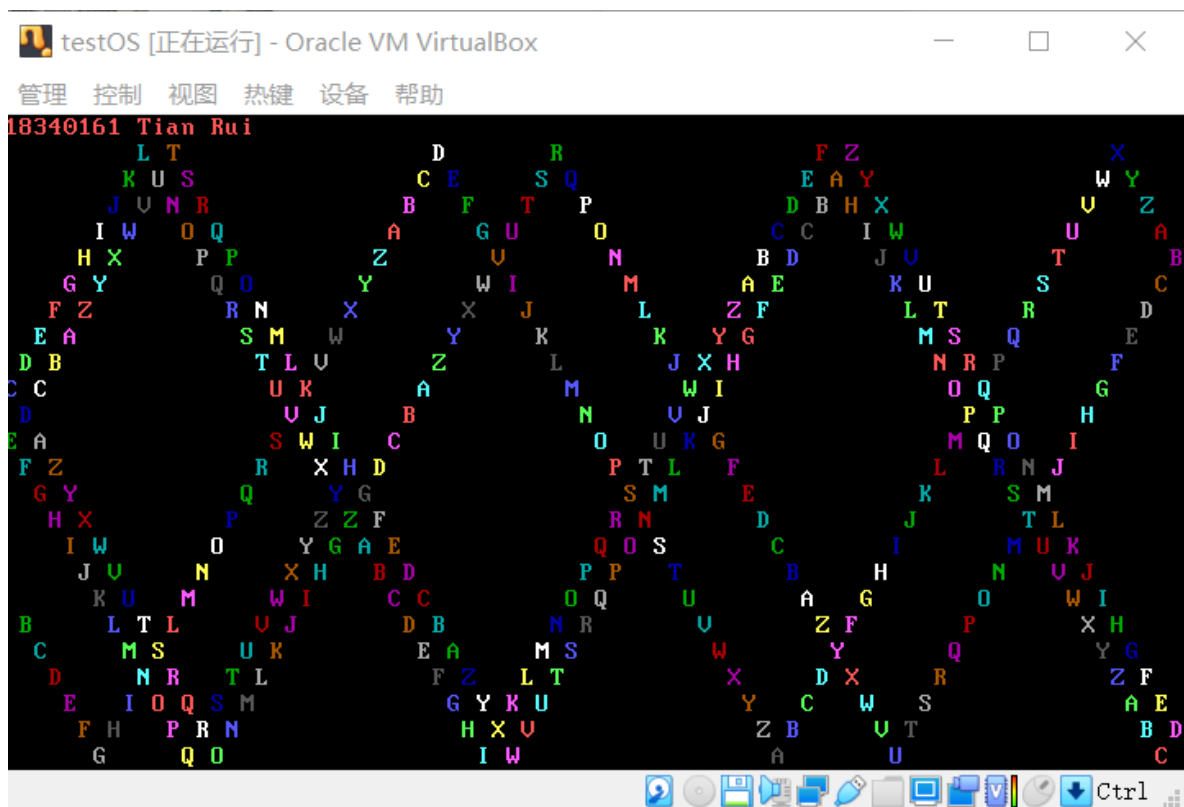 testOS [正在运行] - Oracle VM VirtualBox
管理 控制 视图 热键 设备 帮助
18340161 Tian Rui
L T D R F Z X
K U S C E S Q E A Y W Y
J V N R B F T P D B H X V Z
I W O Q A G U O C C I W U A
H X P P Z V N B D J V T B
G Y Q O Y W I M A E K U S C
F Z R N X X J L Z F L T R D
E A S M W Y K K Y G M S Q E
D B T L V Z L J X H N R P F
C C U K A M W I O Q G
D V J B N V J P P H
E A S W I C O U K G M Q O I
F Z R X H D P T L F L R N J
G Y Q Y G S M E K S M
H X P Z Z F R N D J T L
I W O Y G A E Q O S C I M U K
J V N X H B D P P T B H N V J
K U M W I C C O Q U A G O W I
B L T L V J D B N R V Z F P X H
C M S U K E A M S W Y Q Y G
D N R T L F Z L T X D X R Z F
E I O Q S M G Y K U Y C W S A E
F H P R N H X V Z B V T B D
G Q O I W A U C
Ctrl